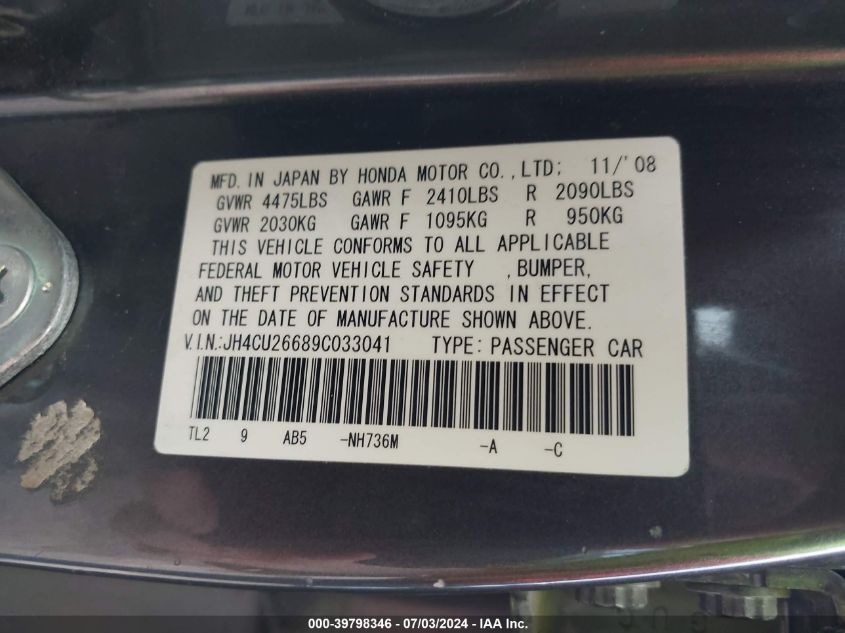 MFD. IN JAPAN BY HONDA MOTOR CO., LTD; 11/'08
GVWR 4475LBS GAWR F 2410LBS R 2090LBS
GVWR 2030KG GAWR F 1095KG R 950KG
THIS VEHICLE CONFORMS TO ALL APPLICABLE
FEDERAL MOTOR VEHICLE SAFETY , BUMPER,
AND THEFT PREVENTION STANDARDS IN EFFECT
ON THE DATE OF MANUFACTURE SHOWN ABOVE.
V.I.N.:JH4CU26689C033041 TYPE: PASSENGER CAR
TL2 9 AB5 -NH736M -A -C
000-39798346 - 07/03/2024 - © IAA Inc.